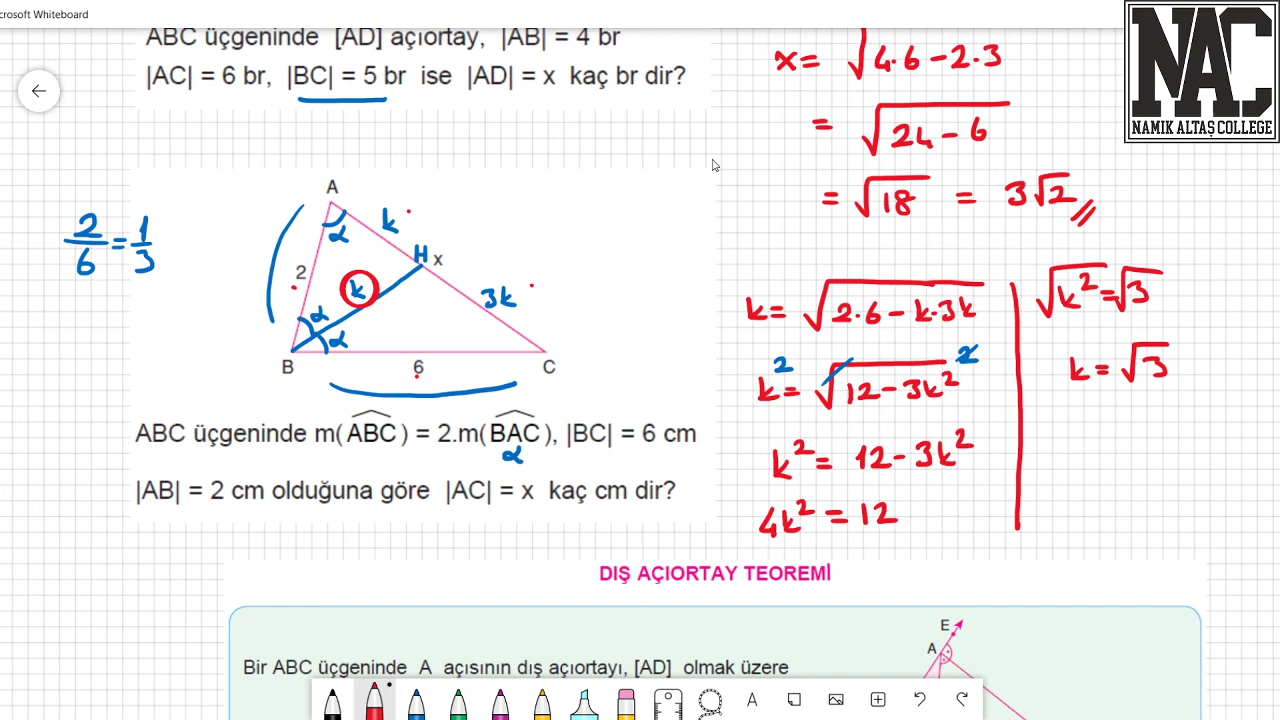 crosoft Whiteboard
ABC üçgeninde [AD] açıortay, |AB| = 4 br
|AC| = 6 br, |BC| = 5 br ise |AD| = x kaç br dir?
x = √4·6 − 2·3
= √24 − 6
= √18 = 3√2 //
NAC
NAMIK ALTAŞ COLLEGE
2/6 = 1/3
A
α
k
H x
2
k
3k
α
α
B
6
C
k = √2·6 − k·3k
k² = √12 − 3k² ²
k² = 12 − 3k²
4k² = 12
√k² = √3
k = √3
ABC üçgeninde m(ABC) = 2.m(BAC), |BC| = 6 cm
α
|AB| = 2 cm olduğuna göre |AC| = x kaç cm dir?
DIŞ AÇIORTAY TEOREMİ
E
A
Bir ABC üçgeninde A açısının dış açıortayı, [AD] olmak üzere
A